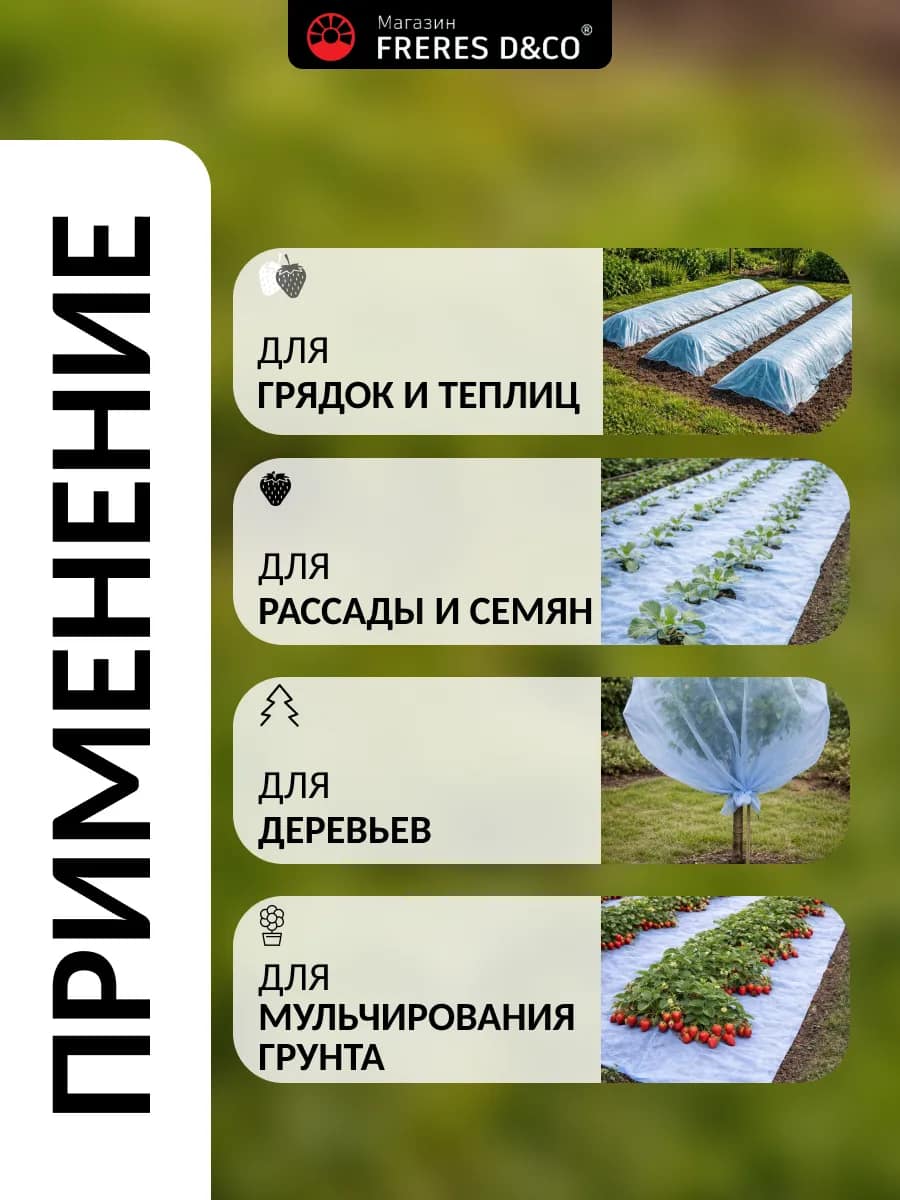 Магазин
FRERES D&CO®
ПРИМЕНЕНИЕ
ДЛЯ
ГРЯДОК И ТЕПЛИЦ
ДЛЯ
РАССАДЫ И СЕМЯН
ДЛЯ
ДЕРЕВЬЕВ
ДЛЯ
МУЛЬЧИРОВАНИЯ
ГРУНТА